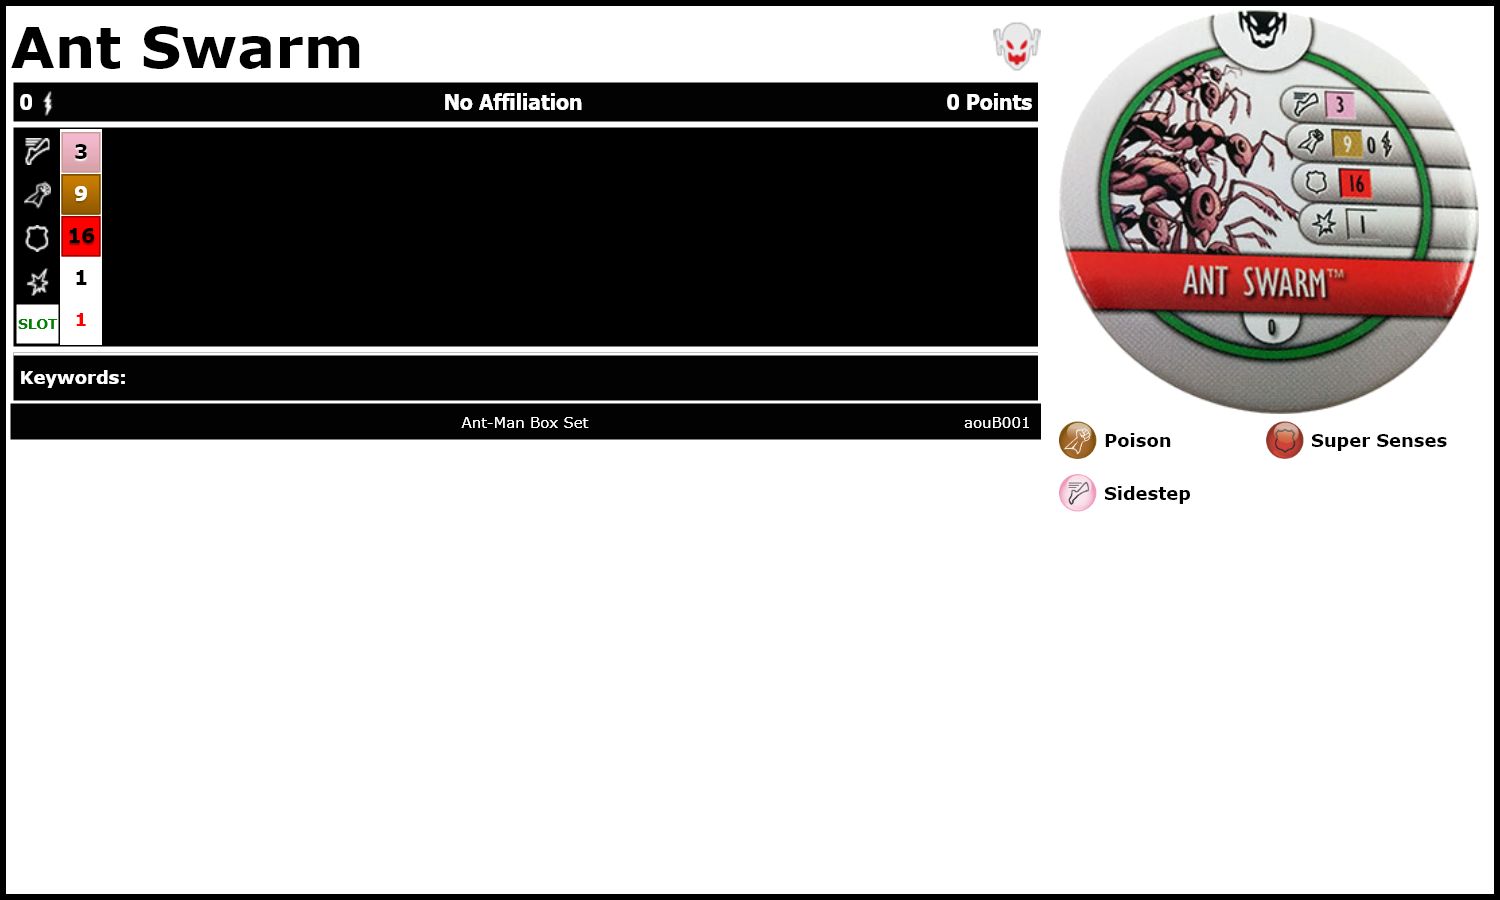 Ant Swarm
0 No Affiliation 0 Points
3
9
16
1
SLOT 1
Keywords:
Ant-Man Box Set aouB001
3
9 0
16
1
ANT SWARM™
0
Poison Super Senses
Sidestep